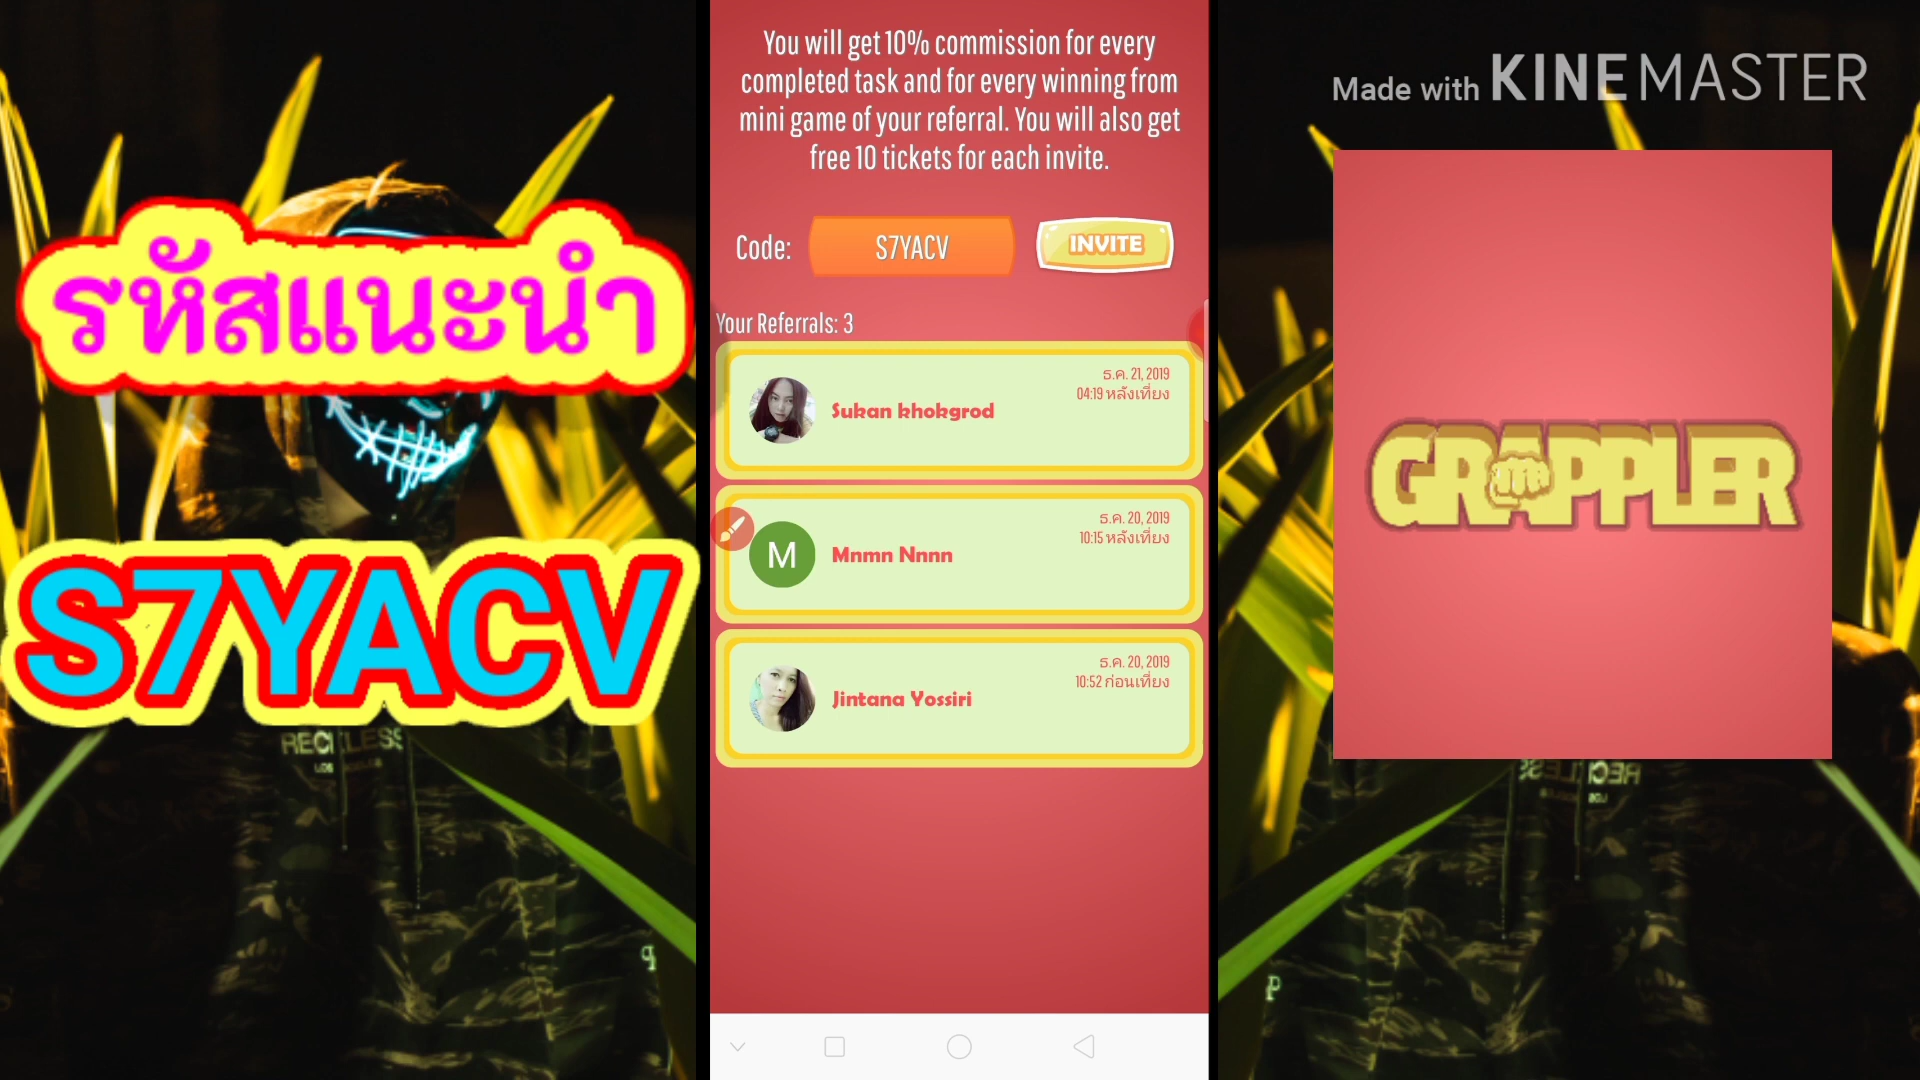 รหัสแนะนำ
S7YACV
RECKLESS
LOS ANGELES
You will get 10% commission for every
completed task and for every winning from
mini game of your referral. You will also get
free 10 tickets for each invite.
Code:
S7YACV
INVITE
Your Referrals: 3
Sukan khokgrod
ธ.ค. 21, 2019
04:19 หลังเที่ยง
M
Mnmn Nnnn
ธ.ค. 20, 2019
10:15 หลังเที่ยง
Jintana Yossiri
ธ.ค. 20, 2019
10:52 ก่อนเที่ยง
Made with KINEMASTER
GRAPPLER